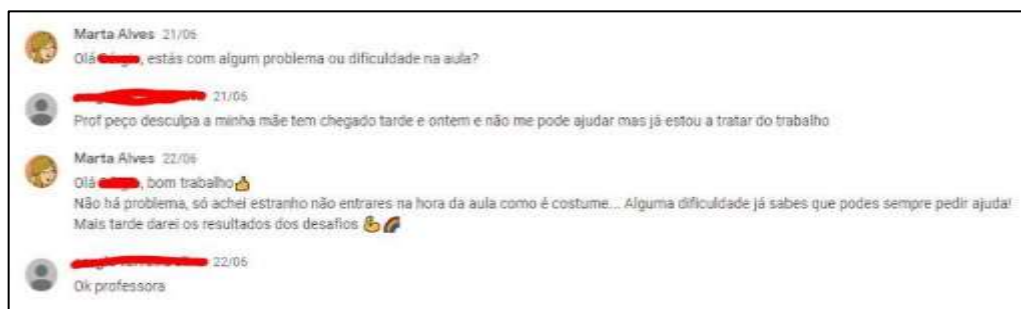 Marta Alves 21/06
Olá , estás com algum problema ou dificuldade na aula?
21/06
Prof peço desculpa a minha mãe tem chegado tarde e ontem e não me pode ajudar mas já estou a tratar do trabalho
Marta Alves 22/06
Olá , bom trabalho👍
Não há problema, só achei estranho não entrares na hora da aula como é costume... Alguma dificuldade já sabes que podes sempre pedir ajuda!
Mais tarde darei os resultados dos desafios 💪🌈
22/06
Ok professora